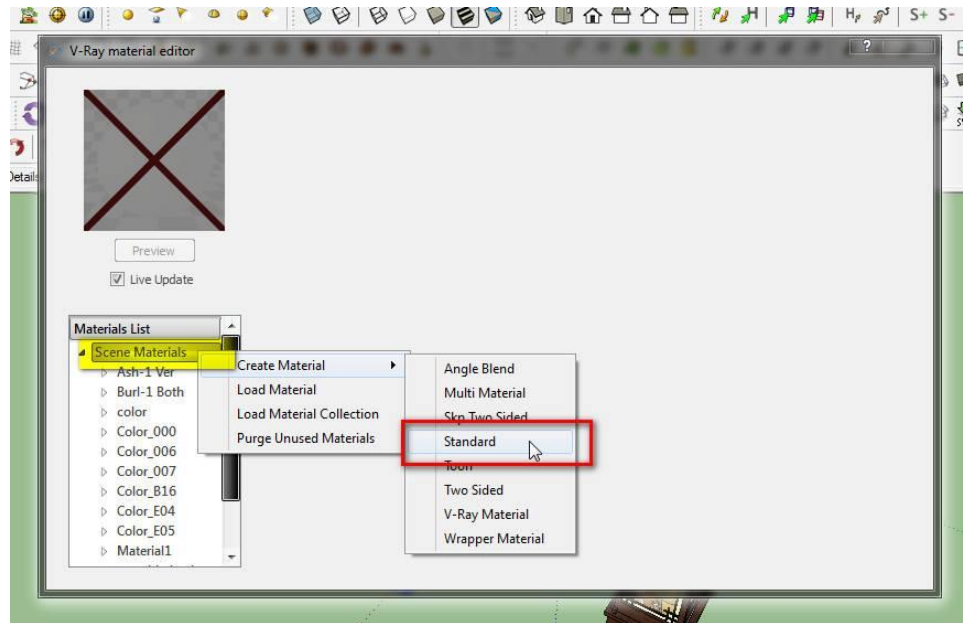 S+ S-
V-Ray material editor
?
Preview
Live Update
Materials List
Scene Materials
Ash-1 Ver
Burl-1 Both
color
Color_000
Color_006
Color_007
Color_B16
Color_E04
Color_E05
Material1
Create Material
Load Material
Load Material Collection
Purge Unused Materials
Angle Blend
Multi Material
Skp Two Sided
Standard
Toon
Two Sided
V-Ray Material
Wrapper Material
Details